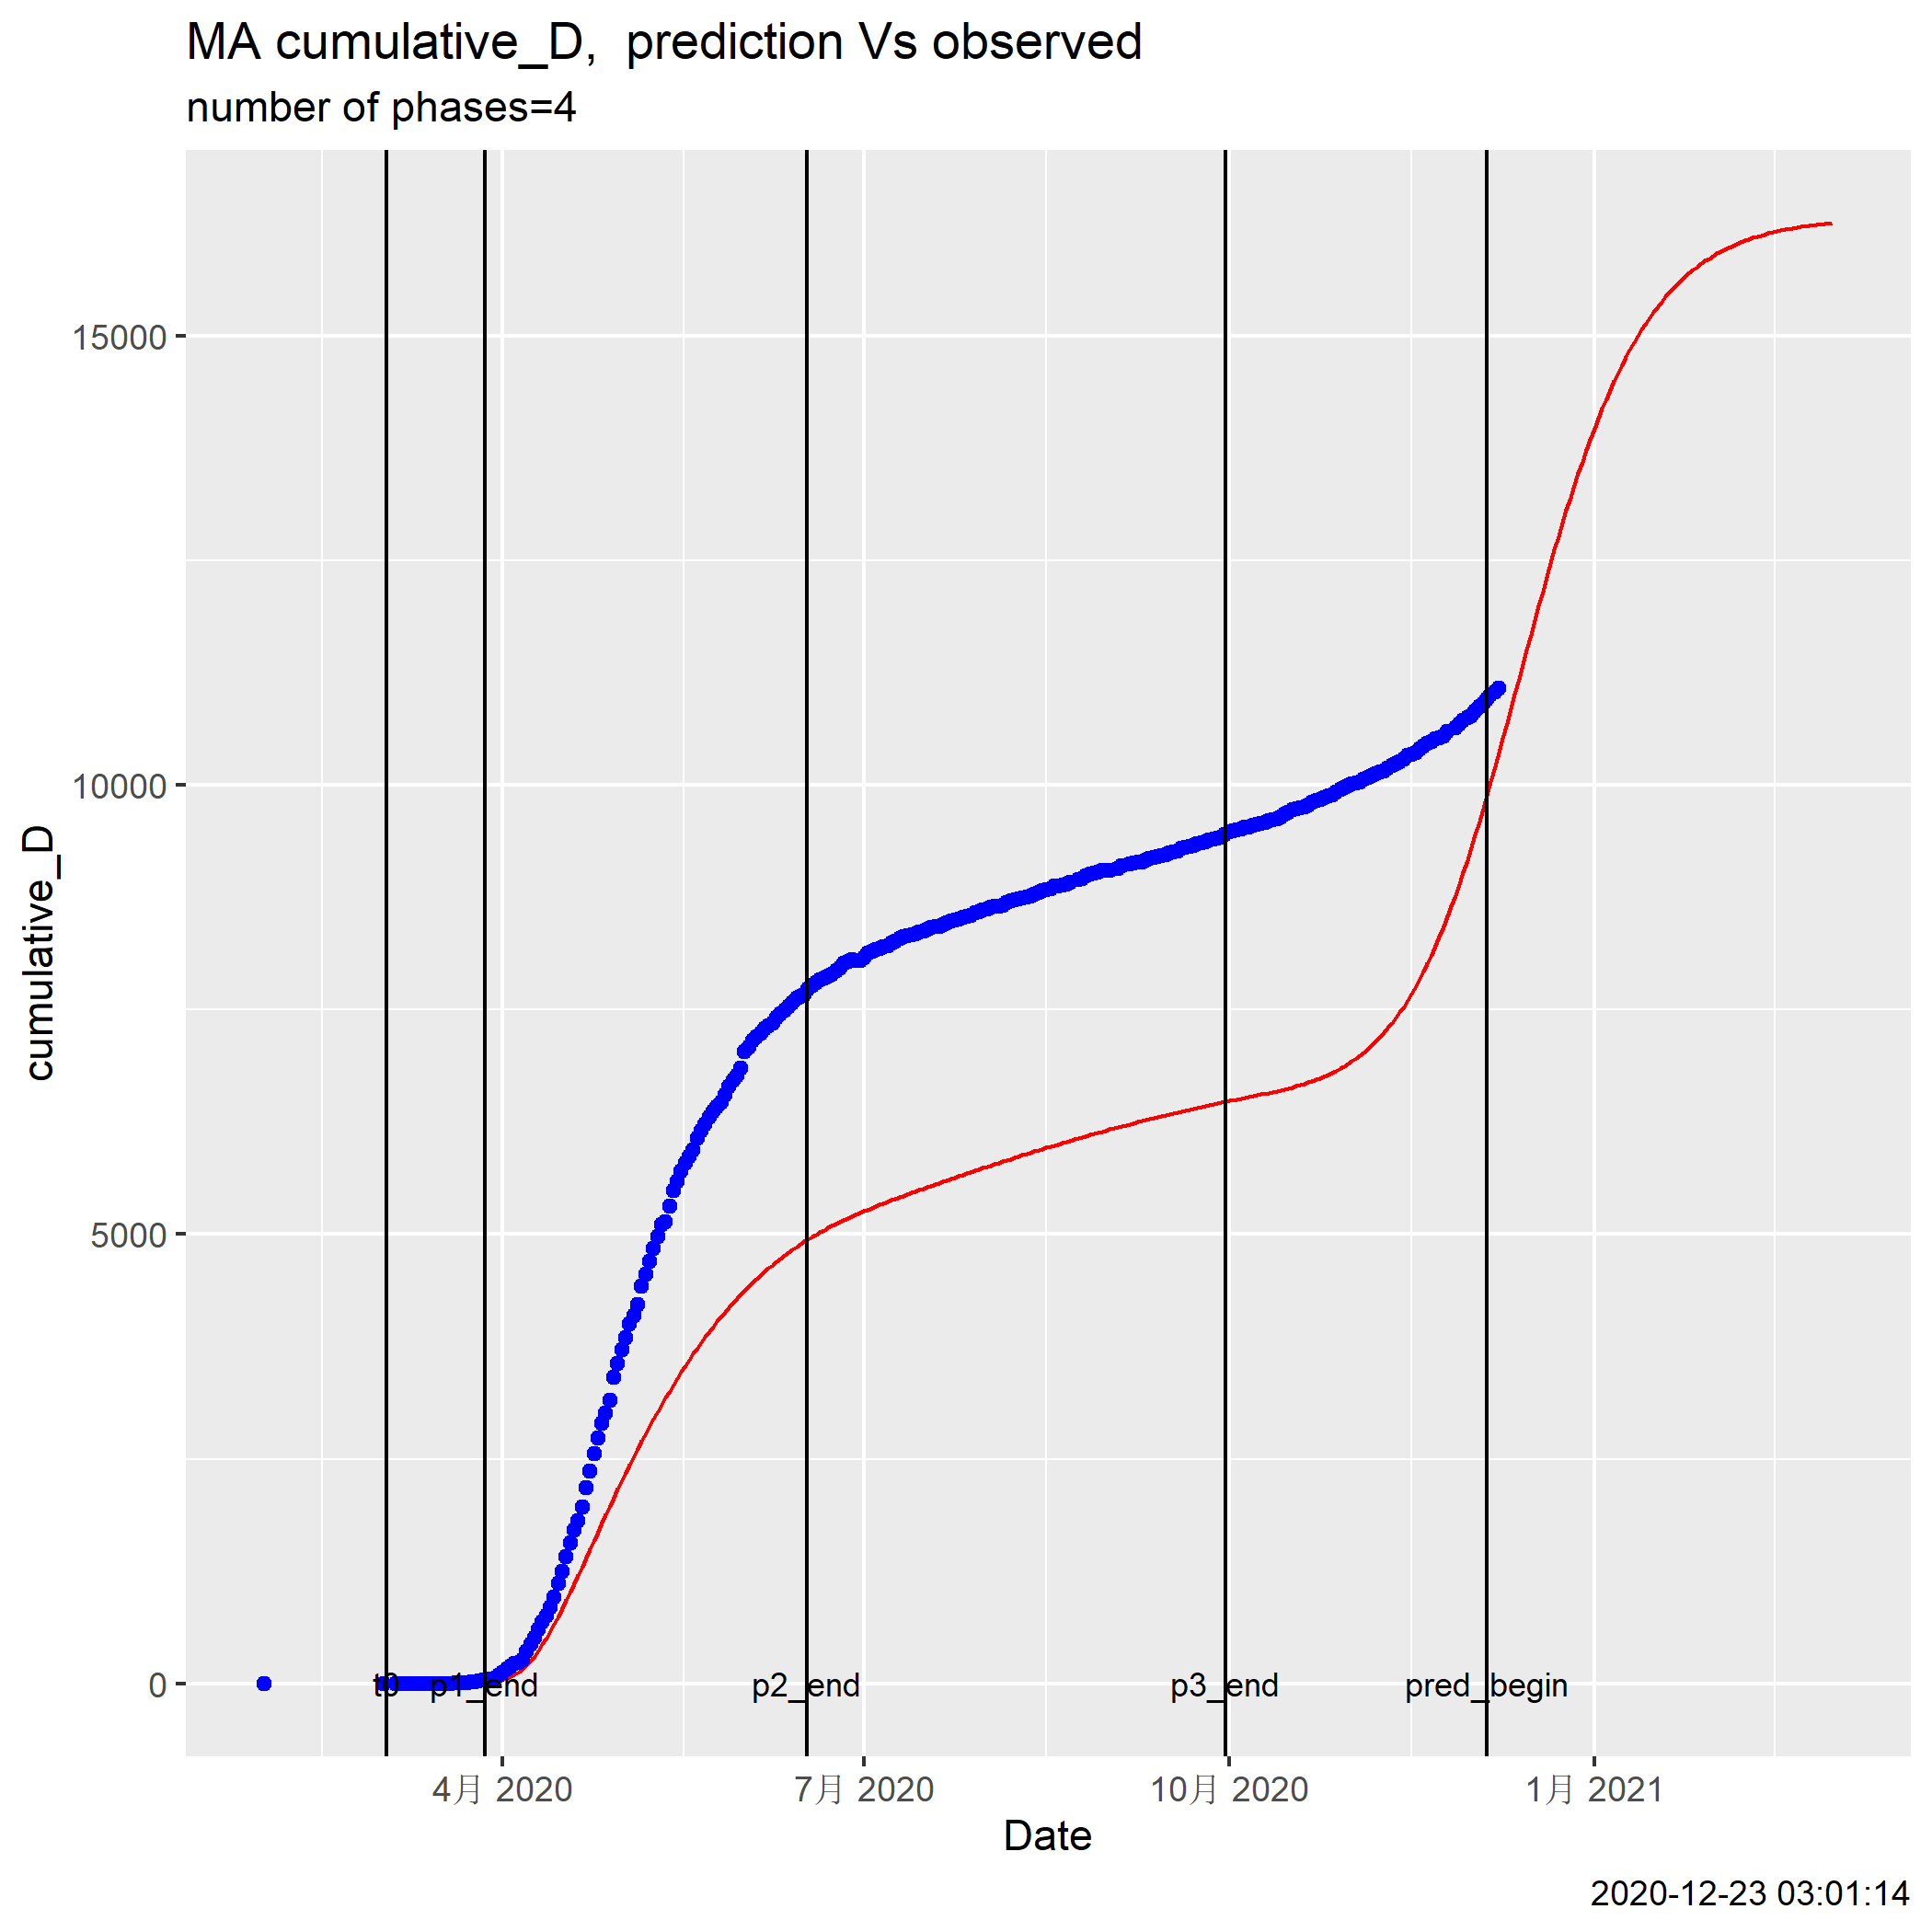 MA cumulative_D,  prediction Vs observed
number of phases=4
15000
10000
5000
0
cumulative_D
t0
p1_end
p2_end
p3_end
pred_begin
4月 2020
7月 2020
10月 2020
1月 2021
Date
2020-12-23 03:01:14